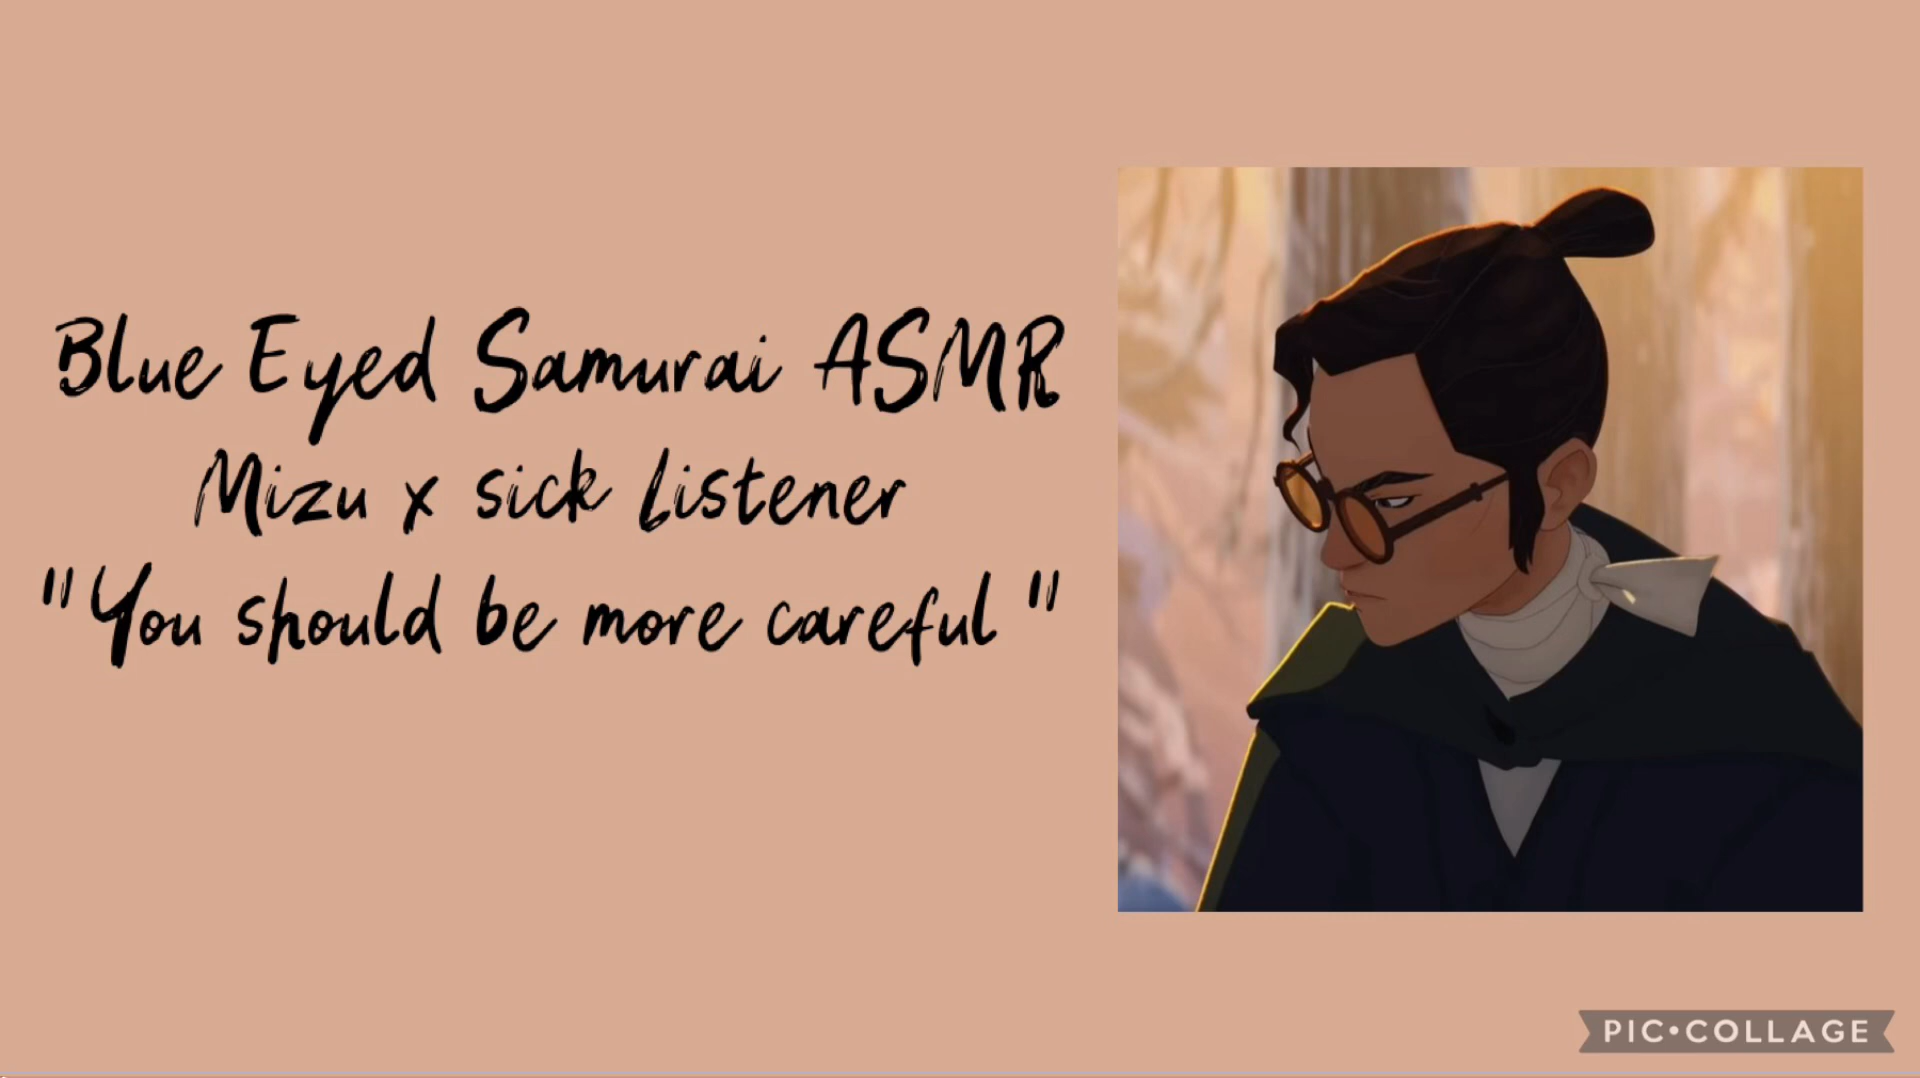 Blue Eyed Samurai ASMR
Mizu x sick Listener
"You should be more careful"
PIC•COLLAGE